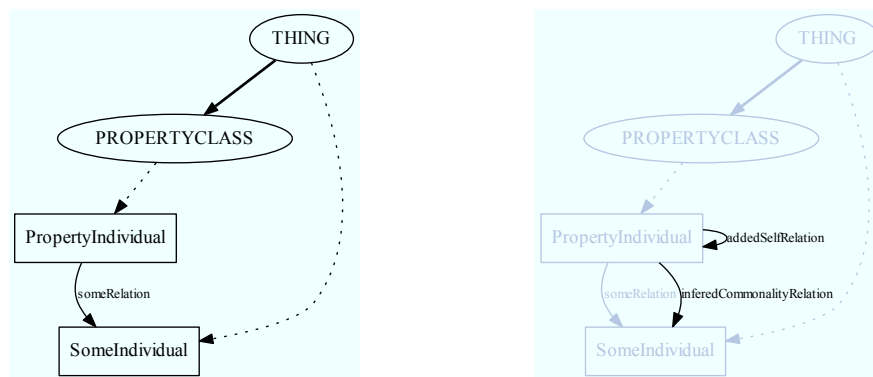 THING
PROPERTYCLASS
PropertyIndividual
someRelation
SomeIndividual
THING
PROPERTYCLASS
PropertyIndividual
addedSelfRelation
someRelation
inferedCommonalityRelation
SomeIndividual